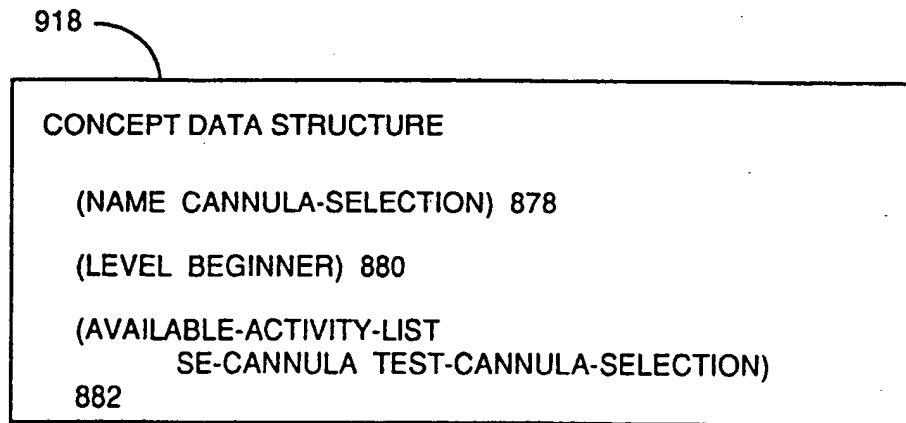 918
CONCEPT DATA STRUCTURE
(NAME CANNULA-SELECTION) 878
(LEVEL BEGINNER) 880
(AVAILABLE-ACTIVITY-LIST
SE-CANNULA TEST-CANNULA-SELECTION)
882